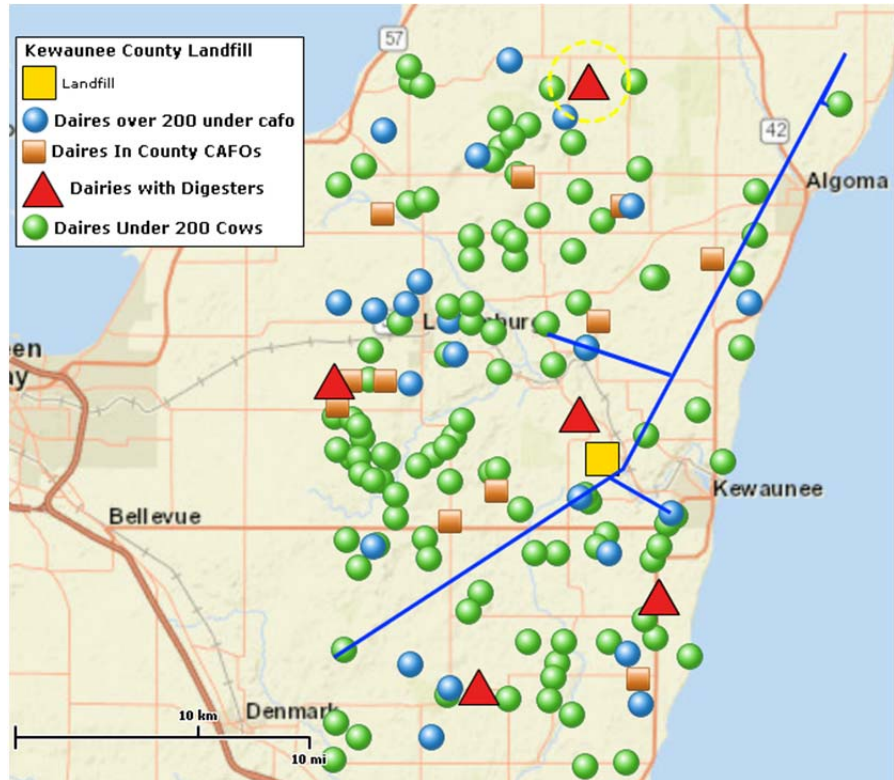 57
Kewaunee County Landfill
Landfill
Daires over 200 under cafo
Daires In County CAFOs
Dairies with Digesters
Daires Under 200 Cows
42
Algoma
een
ay
Kewaunee
Bellevue
Denmark
10 km
10 mi